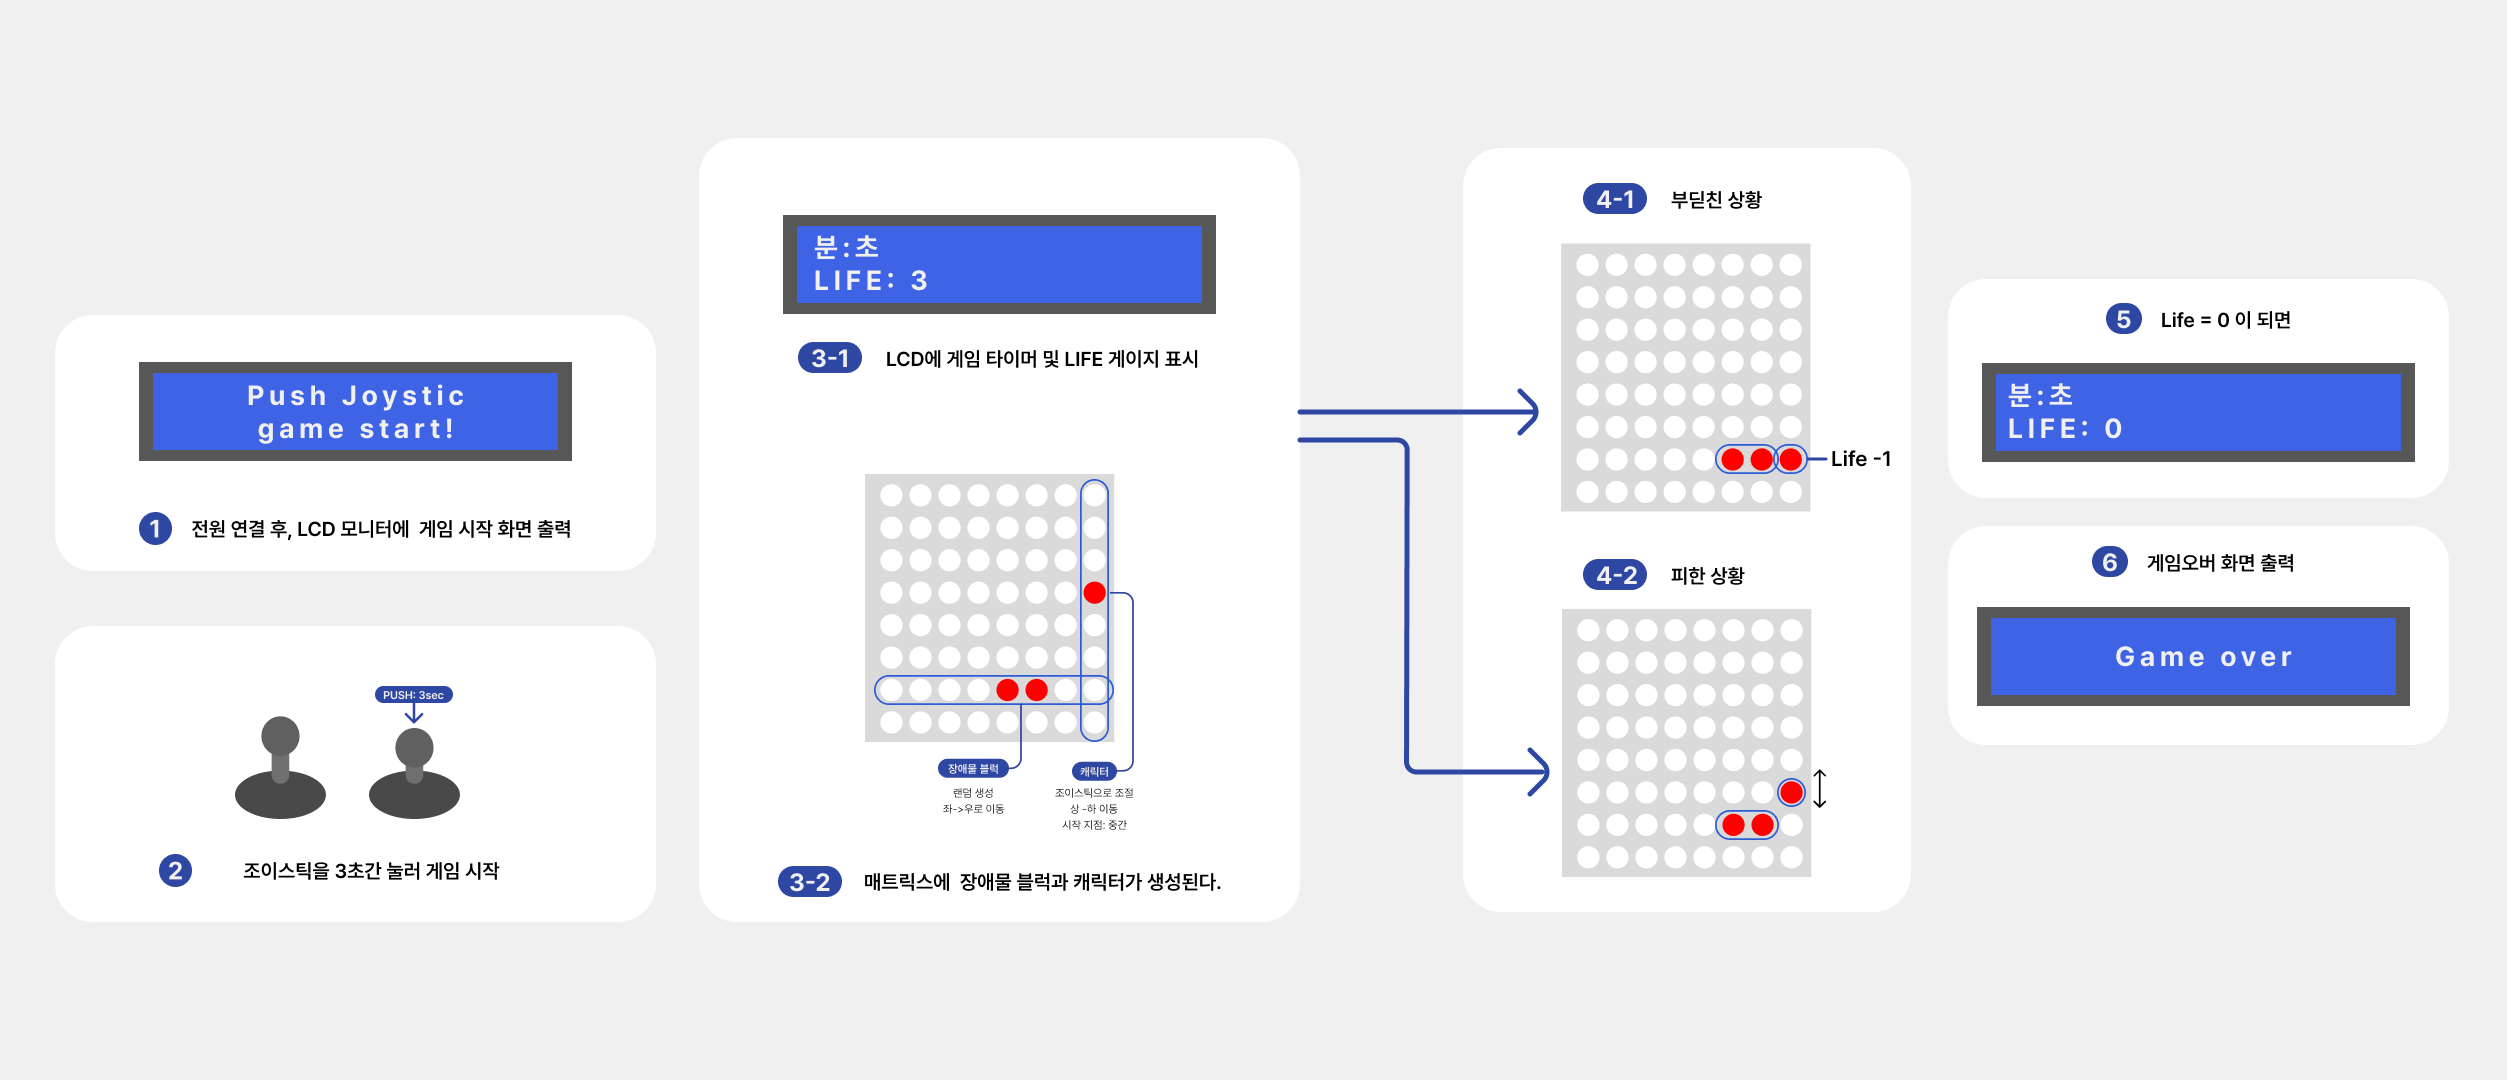 Push Joystic
game start!
1 전원 연결 후, LCD 모니터에 게임 시작 화면 출력
PUSH: 3sec
2 조이스틱을 3초간 눌러 게임 시작
분:초
LIFE: 3
3-1 LCD에 게임 타이머 및 LIFE 게이지 표시
장애물 블럭
랜덤 생성
좌->우로 이동
캐릭터
조이스틱으로 조절
상 -하 이동
시작 지점: 중간
3-2 매트릭스에 장애물 블럭과 캐릭터가 생성된다.
4-1 부딛친 상황
Life -1
4-2 피한 상황
5 Life = 0 이 되면
분:초
LIFE: 0
6 게임오버 화면 출력
Game over